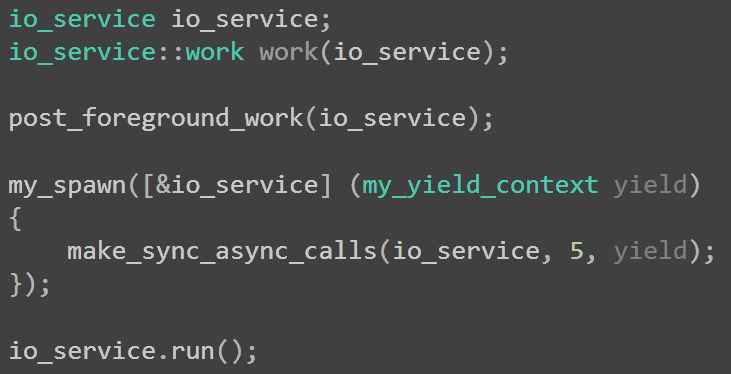 io_service io_service;
io_service::work work(io_service);
post_foreground_work(io_service);
my_spawn([&io_service] (my_yield_context yield)
{
make_sync_async_calls(io_service, 5, yield);
});
io_service.run();